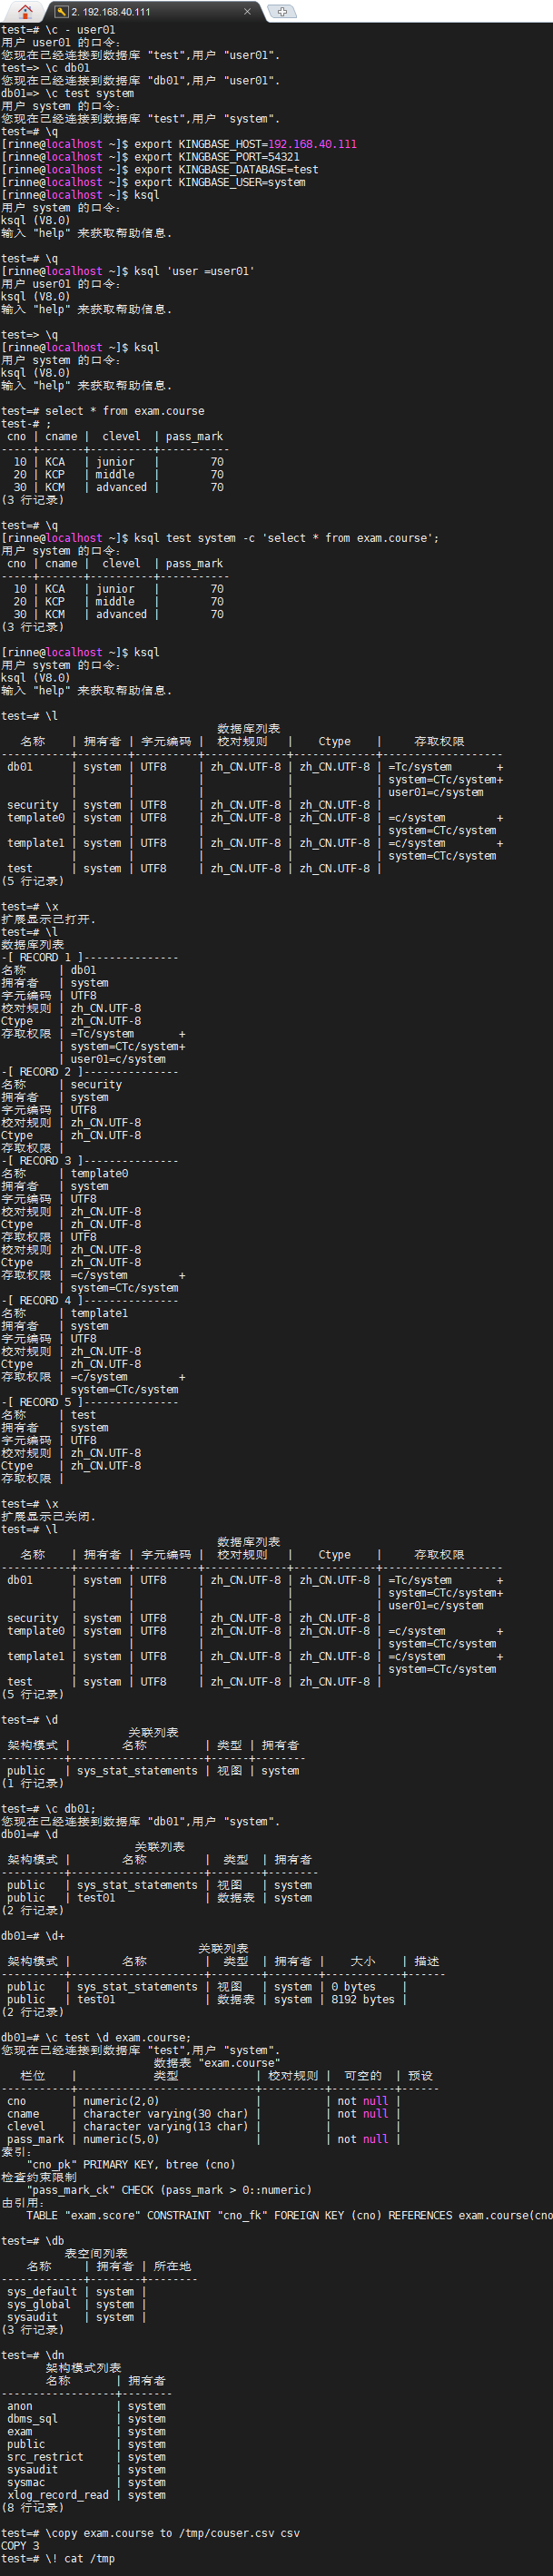 2. 192.168.40.111
test=# \c - user01
用户 user01 的口令：
您现在已经连接到数据库 "test",用户 "user01".
test=> \c db01
您现在已经连接到数据库 "db01",用户 "user01".
db01=> \c test system
用户 system 的口令：
您现在已经连接到数据库 "test",用户 "system".
test=# \q
[rinne@localhost ~]$ export KINGBASE_HOST=192.168.40.111
[rinne@localhost ~]$ export KINGBASE_PORT=54321
[rinne@localhost ~]$ export KINGBASE_DATABASE=test
[rinne@localhost ~]$ export KINGBASE_USER=system
[rinne@localhost ~]$ ksql
用户 system 的口令：
ksql (V8.0)
输入 "help" 来获取帮助信息.
test=# \q
[rinne@localhost ~]$ ksql 'user =user01'
用户 user01 的口令：
ksql (V8.0)
输入 "help" 来获取帮助信息.
test=> \q
[rinne@localhost ~]$ ksql
用户 system 的口令：
ksql (V8.0)
输入 "help" 来获取帮助信息.
test=# select * from exam.course
test-# ;
 cno | cname |  clevel  | pass_mark
-----+-------+----------+-----------
  10 | KCA   | junior   |        70
  20 | KCP   | middle   |        70
  30 | KCM   | advanced |        70
(3 行记录)
test=# \q
[rinne@localhost ~]$ ksql test system -c 'select * from exam.course';
用户 system 的口令：
 cno | cname |  clevel  | pass_mark
-----+-------+----------+-----------
  10 | KCA   | junior   |        70
  20 | KCP   | middle   |        70
  30 | KCM   | advanced |        70
(3 行记录)
[rinne@localhost ~]$ ksql
用户 system 的口令：
ksql (V8.0)
输入 "help" 来获取帮助信息.
test=# \l
                                  数据库列表
   名称    | 拥有者 | 字元编码 |  校对规则   |    Ctype    |     存取权限
-----------+--------+----------+-------------+-------------+-------------------
 db01      | system | UTF8     | zh_CN.UTF-8 | zh_CN.UTF-8 | =Tc/system       +
           |        |          |             |             | system=CTc/system+
           |        |          |             |             | user01=c/system
 security  | system | UTF8     | zh_CN.UTF-8 | zh_CN.UTF-8 |
 template0 | system | UTF8     | zh_CN.UTF-8 | zh_CN.UTF-8 | =c/system        +
           |        |          |             |             | system=CTc/system
 template1 | system | UTF8     | zh_CN.UTF-8 | zh_CN.UTF-8 | =c/system        +
           |        |          |             |             | system=CTc/system
 test      | system | UTF8     | zh_CN.UTF-8 | zh_CN.UTF-8 |
(5 行记录)
test=# \x
扩展显示已打开.
test=# \l
数据库列表
-[ RECORD 1 ]---------------
名称     | db01
拥有者   | system
字元编码 | UTF8
校对规则 | zh_CN.UTF-8
Ctype    | zh_CN.UTF-8
存取权限 | =Tc/system       +
         | system=CTc/system+
         | user01=c/system
-[ RECORD 2 ]---------------
名称     | security
拥有者   | system
字元编码 | UTF8
校对规则 | zh_CN.UTF-8
Ctype    | zh_CN.UTF-8
存取权限 |
-[ RECORD 3 ]---------------
名称     | template0
拥有者   | system
字元编码 | UTF8
校对规则 | zh_CN.UTF-8
Ctype    | zh_CN.UTF-8
存取权限 | UTF8
校对规则 | zh_CN.UTF-8
Ctype    | zh_CN.UTF-8
存取权限 | =c/system        +
         | system=CTc/system
-[ RECORD 4 ]---------------
名称     | template1
拥有者   | system
字元编码 | UTF8
校对规则 | zh_CN.UTF-8
Ctype    | zh_CN.UTF-8
存取权限 | =c/system        +
         | system=CTc/system
-[ RECORD 5 ]---------------
名称     | test
拥有者   | system
字元编码 | UTF8
校对规则 | zh_CN.UTF-8
Ctype    | zh_CN.UTF-8
存取权限 |
test=# \x
扩展显示已关闭.
test=# \l
                                  数据库列表
   名称    | 拥有者 | 字元编码 |  校对规则   |    Ctype    |     存取权限
-----------+--------+----------+-------------+-------------+-------------------
 db01      | system | UTF8     | zh_CN.UTF-8 | zh_CN.UTF-8 | =Tc/system       +
           |        |          |             |             | system=CTc/system+
           |        |          |             |             | user01=c/system
 security  | system | UTF8     | zh_CN.UTF-8 | zh_CN.UTF-8 |
 template0 | system | UTF8     | zh_CN.UTF-8 | zh_CN.UTF-8 | =c/system        +
           |        |          |             |             | system=CTc/system
 template1 | system | UTF8     | zh_CN.UTF-8 | zh_CN.UTF-8 | =c/system        +
           |        |          |             |             | system=CTc/system
 test      | system | UTF8     | zh_CN.UTF-8 | zh_CN.UTF-8 |
(5 行记录)
test=# \d
                    关联列表
 架构模式 |        名称         | 类型 | 拥有者
----------+---------------------+------+--------
 public   | sys_stat_statements | 视图 | system
(1 行记录)
test=# \c db01;
您现在已经连接到数据库 "db01",用户 "system".
db01=# \d
                     关联列表
 架构模式 |        名称         |  类型  | 拥有者
----------+---------------------+--------+--------
 public   | sys_stat_statements | 视图   | system
 public   | test01              | 数据表 | system
(2 行记录)
db01=# \d+
                               关联列表
 架构模式 |        名称         |  类型  | 拥有者 |    大小    | 描述
----------+---------------------+--------+--------+------------+------
 public   | sys_stat_statements | 视图   | system | 0 bytes    |
 public   | test01              | 数据表 | system | 8192 bytes |
(2 行记录)
db01=# \c test \d exam.course;
您现在已经连接到数据库 "test",用户 "system".
                        数据表 "exam.course"
   栏位    |            类型            | 校对规则 |  可空的  | 预设
-----------+----------------------------+----------+----------+------
 cno       | numeric(2,0)               |          | not null |
 cname     | character varying(30 char) |          | not null |
 clevel    | character varying(13 char) |          |          |
 pass_mark | numeric(5,0)               |          | not null |
索引：
    "cno_pk" PRIMARY KEY, btree (cno)
检查约束限制
    "pass_mark_ck" CHECK (pass_mark > 0::numeric)
由引用：
    TABLE "exam.score" CONSTRAINT "cno_fk" FOREIGN KEY (cno) REFERENCES exam.course(cno
test=# \db
          表空间列表
    名称     | 拥有者 | 所在地
-------------+--------+--------
 sys_default | system |
 sys_global  | system |
 sysaudit    | system |
(3 行记录)
test=# \dn
       架构模式列表
       名称       | 拥有者
------------------+--------
 anon             | system
 dbms_sql         | system
 exam             | system
 public           | system
 src_restrict     | system
 sysaudit         | system
 sysmac           | system
 xlog_record_read | system
(8 行记录)
test=# \copy exam.course to /tmp/couser.csv csv
COPY 3
test=# \! cat /tmp